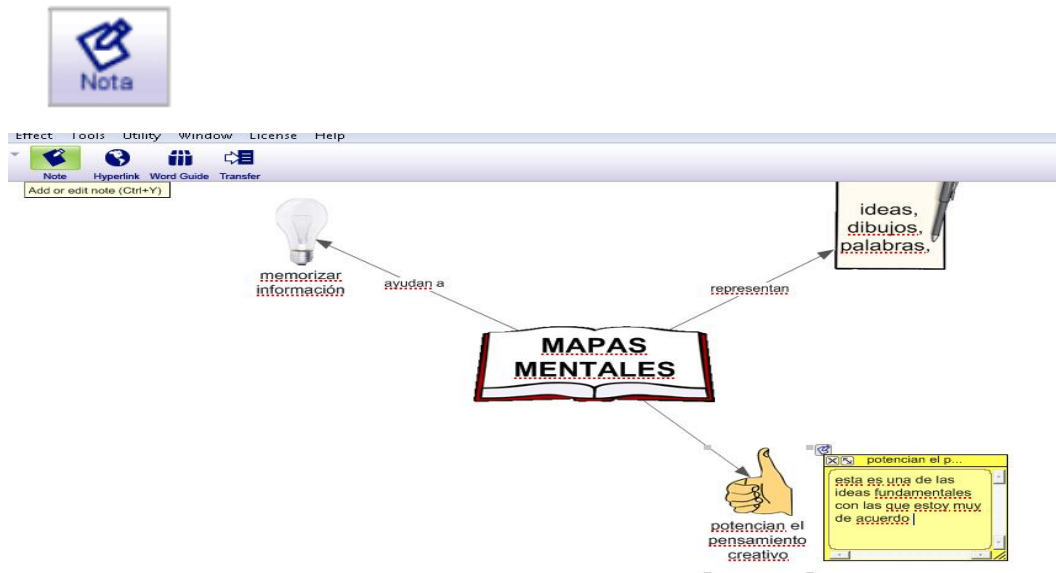 Nota
Effect Tools Utility Window License Help
Note Hyperlink Word Guide Transfer
Add or edit note (Ctrl+Y)
ideas,
dibujos,
palabras,
memorizar
información
ayudan a
representan
MAPAS
MENTALES
potencian el p...
esta es una de las
ideas fundamentales
con las que estoy muy
de acuerdo
potencian el
pensamiento
creativo